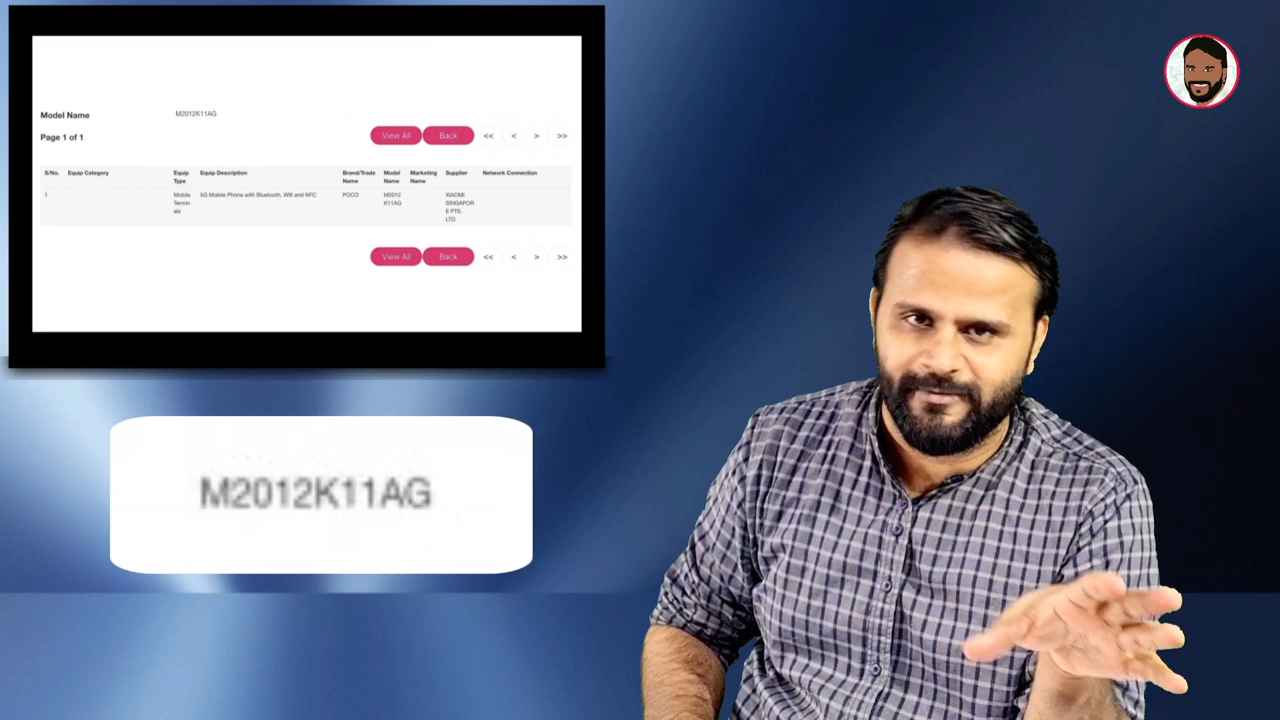 Model Name M2012K11AG
Page 1 of 1
View All Back << < > >>
S/No. Equip Category Equip Type Equip Description Brand/Trade Name Model Name Marketing Name Supplier Network Connection
1 Mobile Terminals 5G Mobile Phone with Bluetooth, Wifi and NFC POCO M2012K11AG XIAOMI SINGAPORE PTE. LTD.
View All Back << < > >>
M2012K11AG